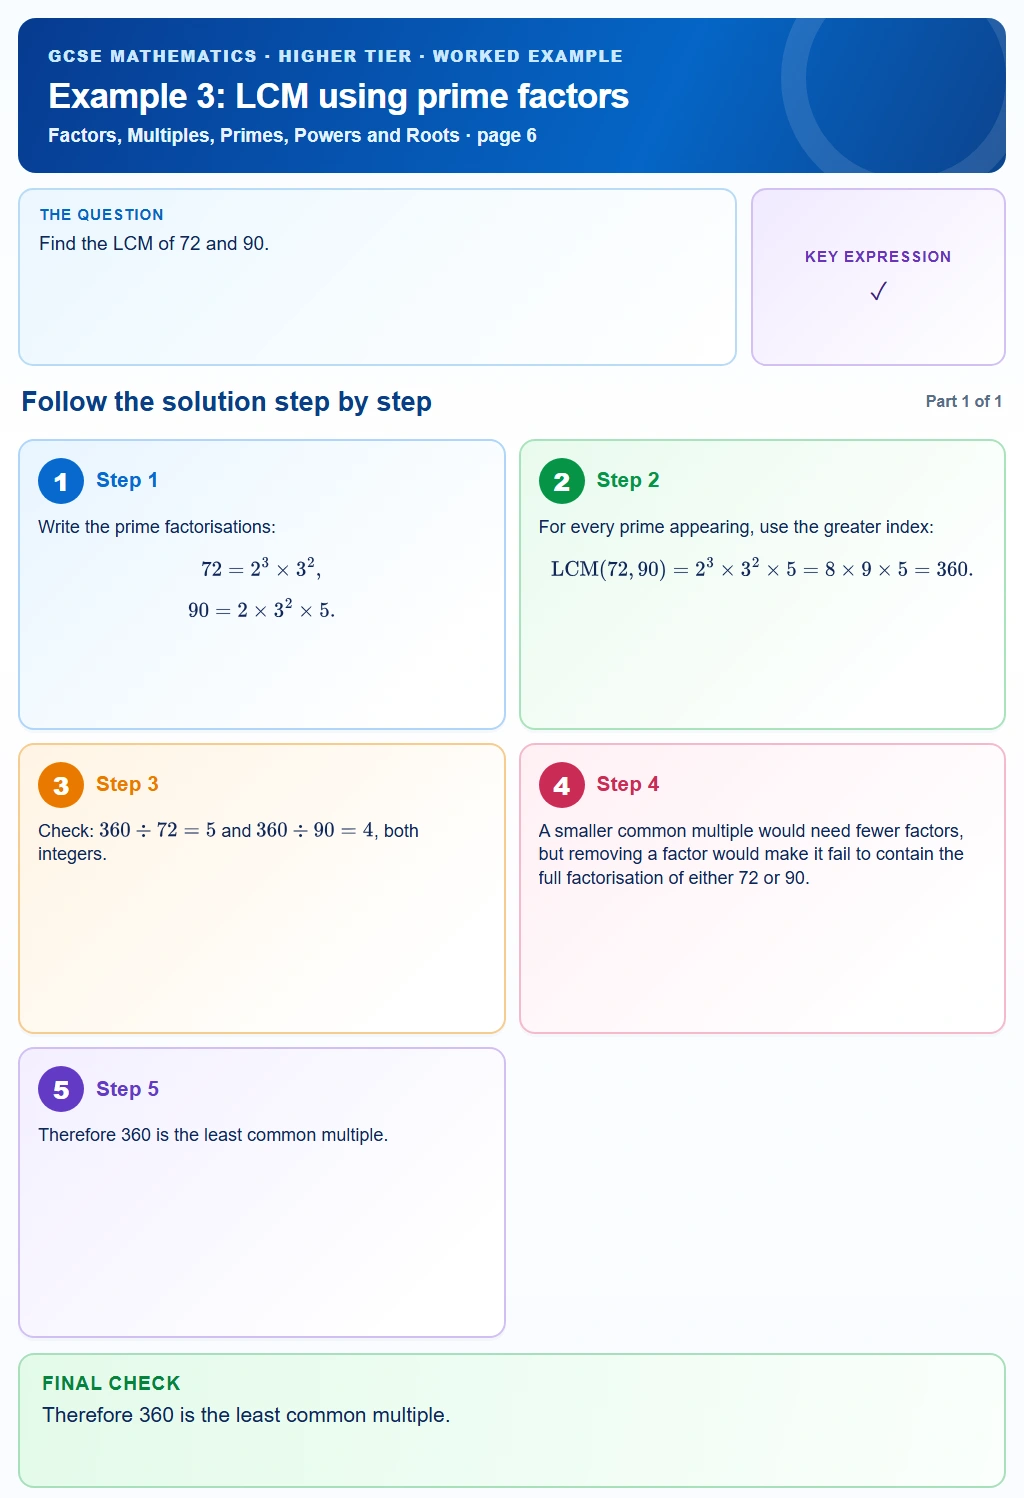 GCSE MATHEMATICS · HIGHER TIER · WORKED EXAMPLE
Example 3: LCM using prime factors
Factors, Multiples, Primes, Powers and Roots · page 6
THE QUESTION
Find the LCM of 72 and 90.
KEY EXPRESSION
✓
Follow the solution step by step
Part 1 of 1
1 Step 1
Write the prime factorisations:
72 = 2³ × 3²,
90 = 2 × 3² × 5.
2 Step 2
For every prime appearing, use the greater index:
LCM(72, 90) = 2³ × 3² × 5 = 8 × 9 × 5 = 360.
3 Step 3
Check: 360 ÷ 72 = 5 and 360 ÷ 90 = 4, both
integers.
4 Step 4
A smaller common multiple would need fewer factors,
but removing a factor would make it fail to contain the
full factorisation of either 72 or 90.
5 Step 5
Therefore 360 is the least common multiple.
FINAL CHECK
Therefore 360 is the least common multiple.